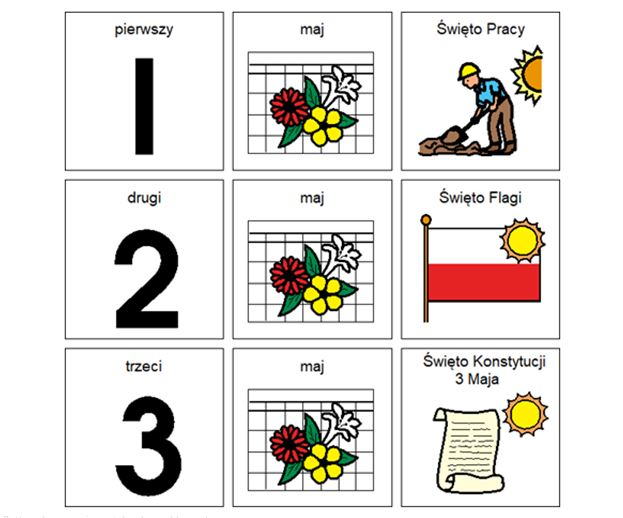 pierwszy
1
maj
Święto Pracy
drugi
2
maj
Święto Flagi
trzeci
3
maj
Święto Konstytucji
3 Maja